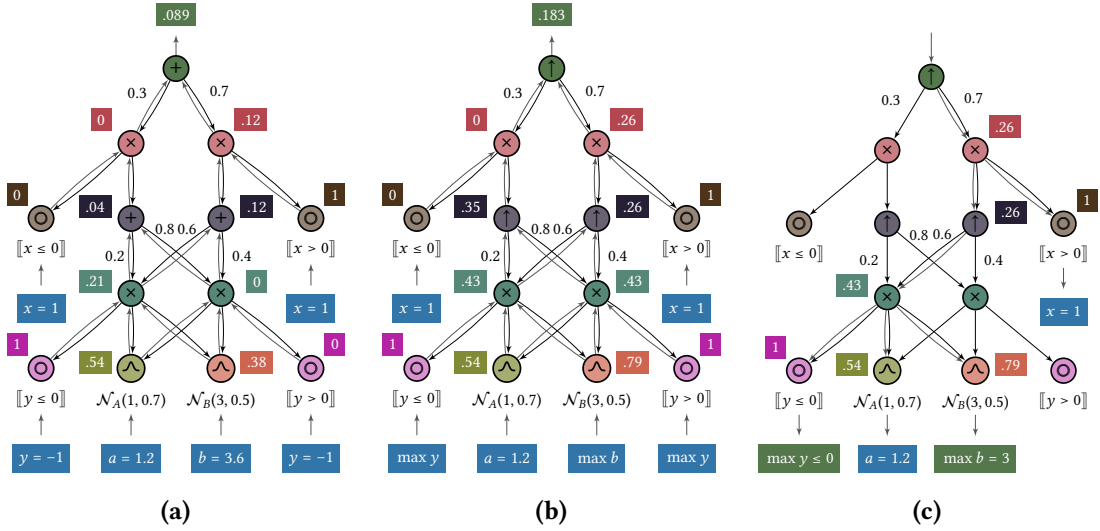 .089
+
0.3 0.7
0 .12
× ×
0 .04 .12 1
+ +
⟦x ≤ 0⟧ 0.8 0.6 ⟦x > 0⟧
0.2 0.4
.21 0
x = 1 × × x = 1
1 .54 .38 0
⟦y ≤ 0⟧ 𝒩A(1, 0.7) 𝒩B(3, 0.5) ⟦y > 0⟧
y = −1 a = 1.2 b = 3.6 y = −1
(a)
.183
↑
0.3 0.7
0 .26
× ×
0 .35 .26 1
↑ ↑
⟦x ≤ 0⟧ 0.8 0.6 ⟦x > 0⟧
0.2 0.4
.43 .43
x = 1 × × x = 1
1 .54 .79 1
⟦y ≤ 0⟧ 𝒩A(1, 0.7) 𝒩B(3, 0.5) ⟦y > 0⟧
max y a = 1.2 max b max y
(b)
↑
0.3 0.7
.26
× ×
1
↑ ↑ .26
⟦x ≤ 0⟧ 0.8 0.6 ⟦x > 0⟧
0.2 0.4
.43
× × x = 1
1 .54 .79
⟦y ≤ 0⟧ 𝒩A(1, 0.7) 𝒩B(3, 0.5) ⟦y > 0⟧
max y ≤ 0 a = 1.2 max b = 3
(c)